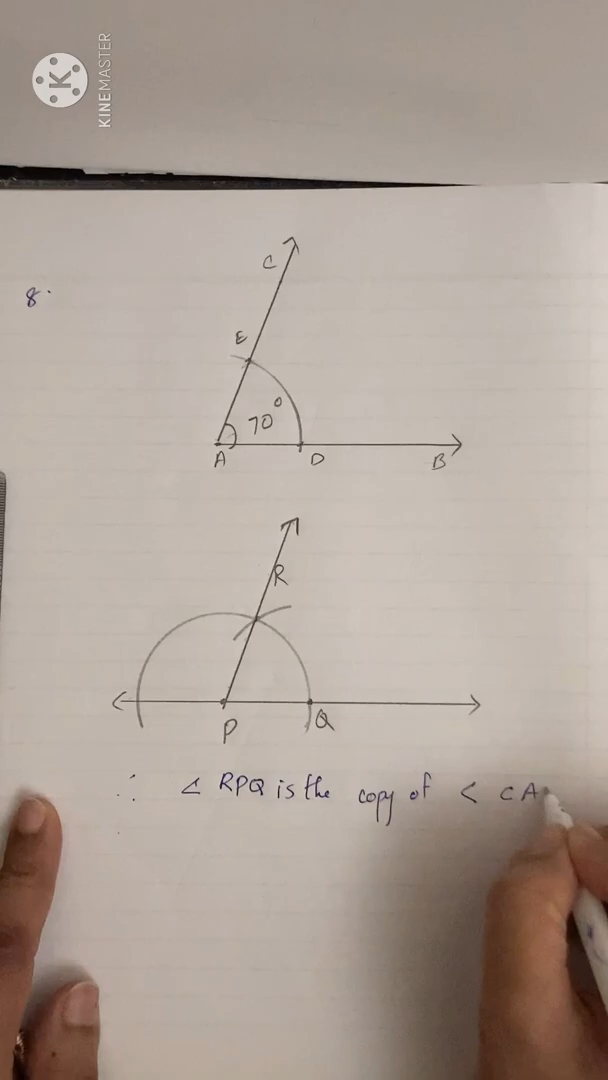 K
KINEMASTER
8.
C
E
70°
A D B
R
P Q
∴ ∠ RPQ is the copy of < CA